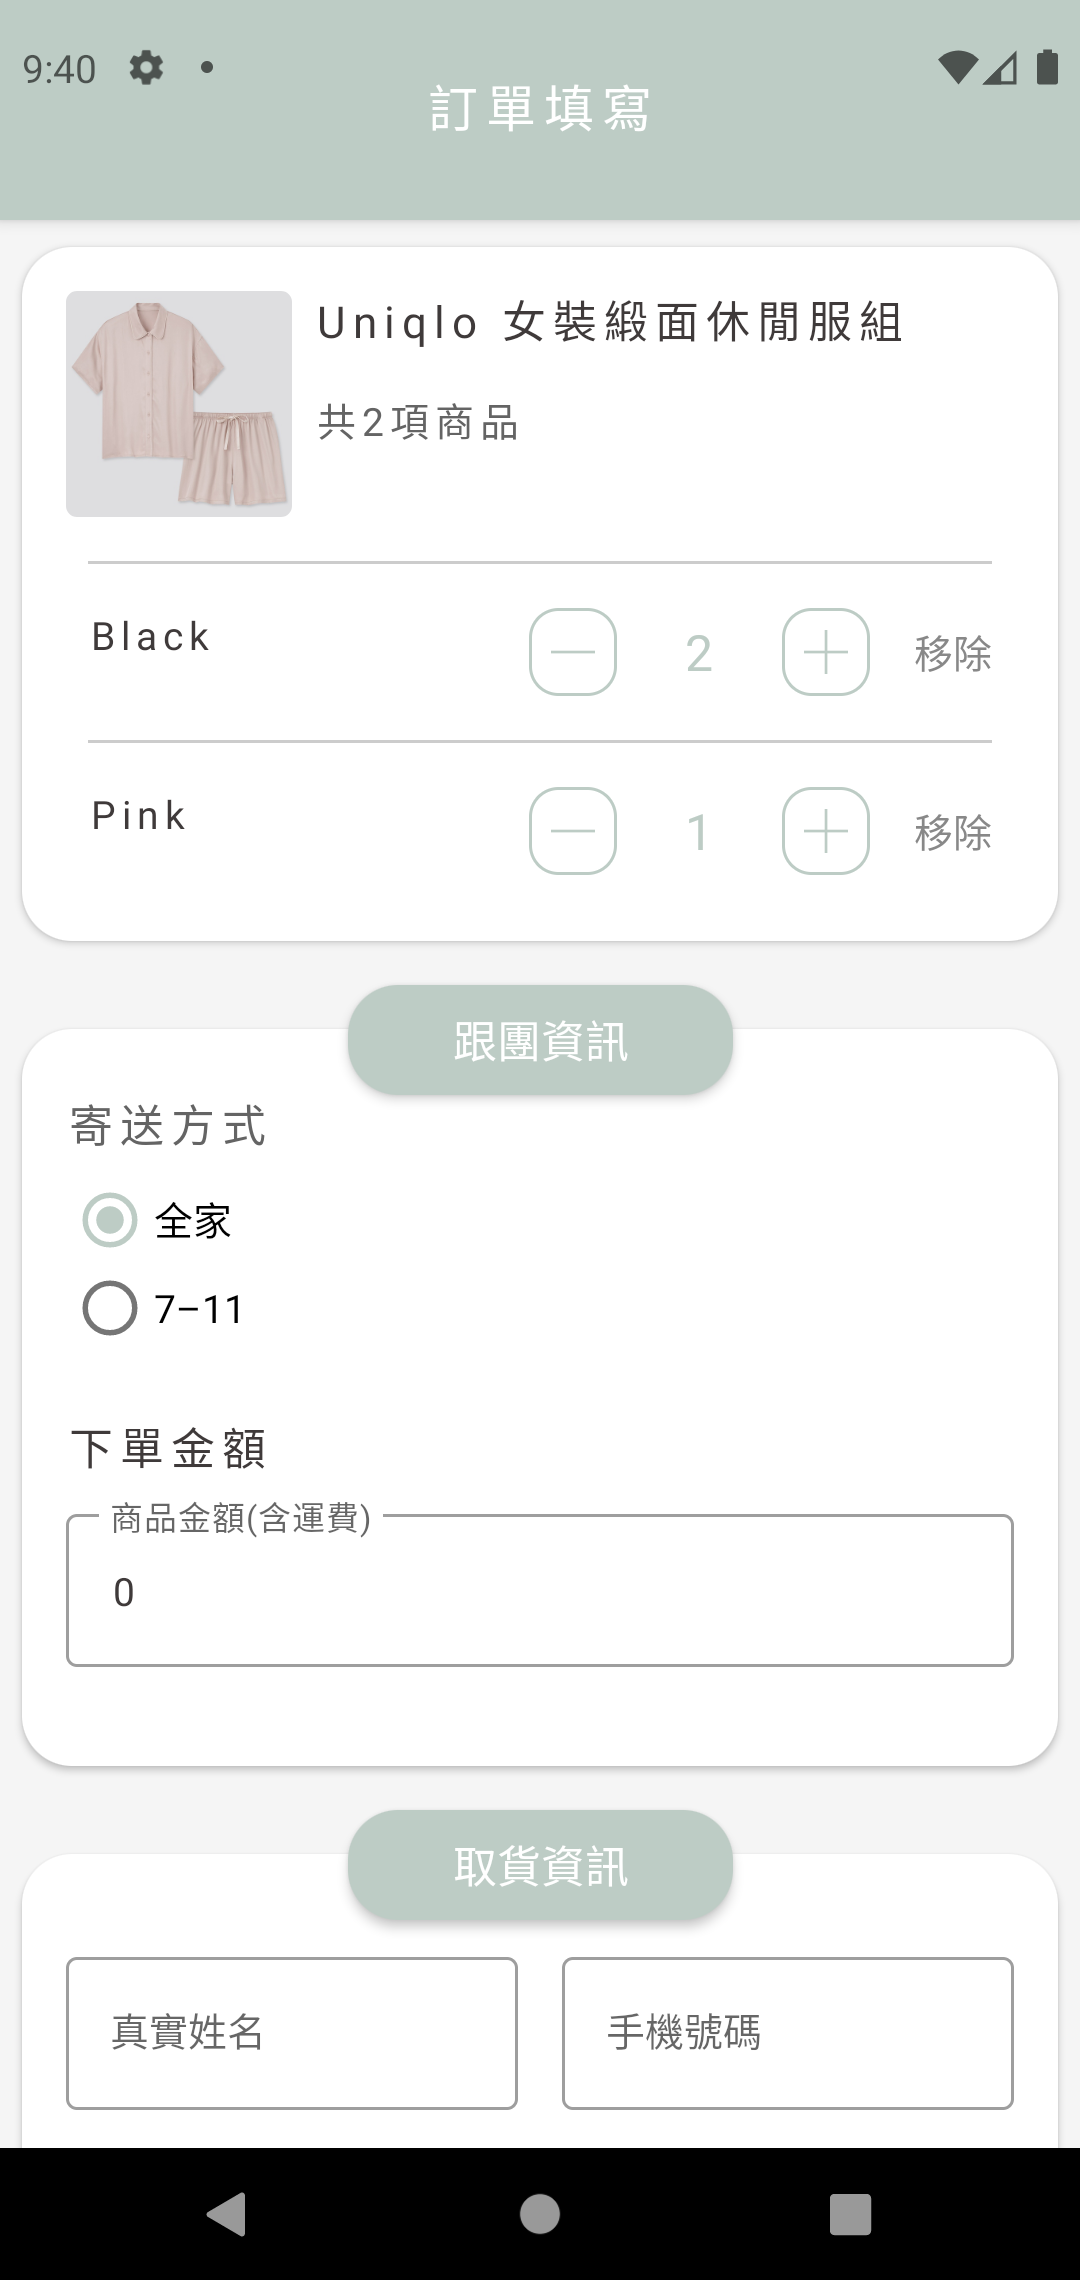 9:40
訂單填寫
Uniqlo 女裝緞面休閒服組
共2項商品
Black
2
移除
Pink
1
移除
跟團資訊
寄送方式
全家
7-11
下單金額
商品金額(含運費)
0
取貨資訊
真實姓名
手機號碼